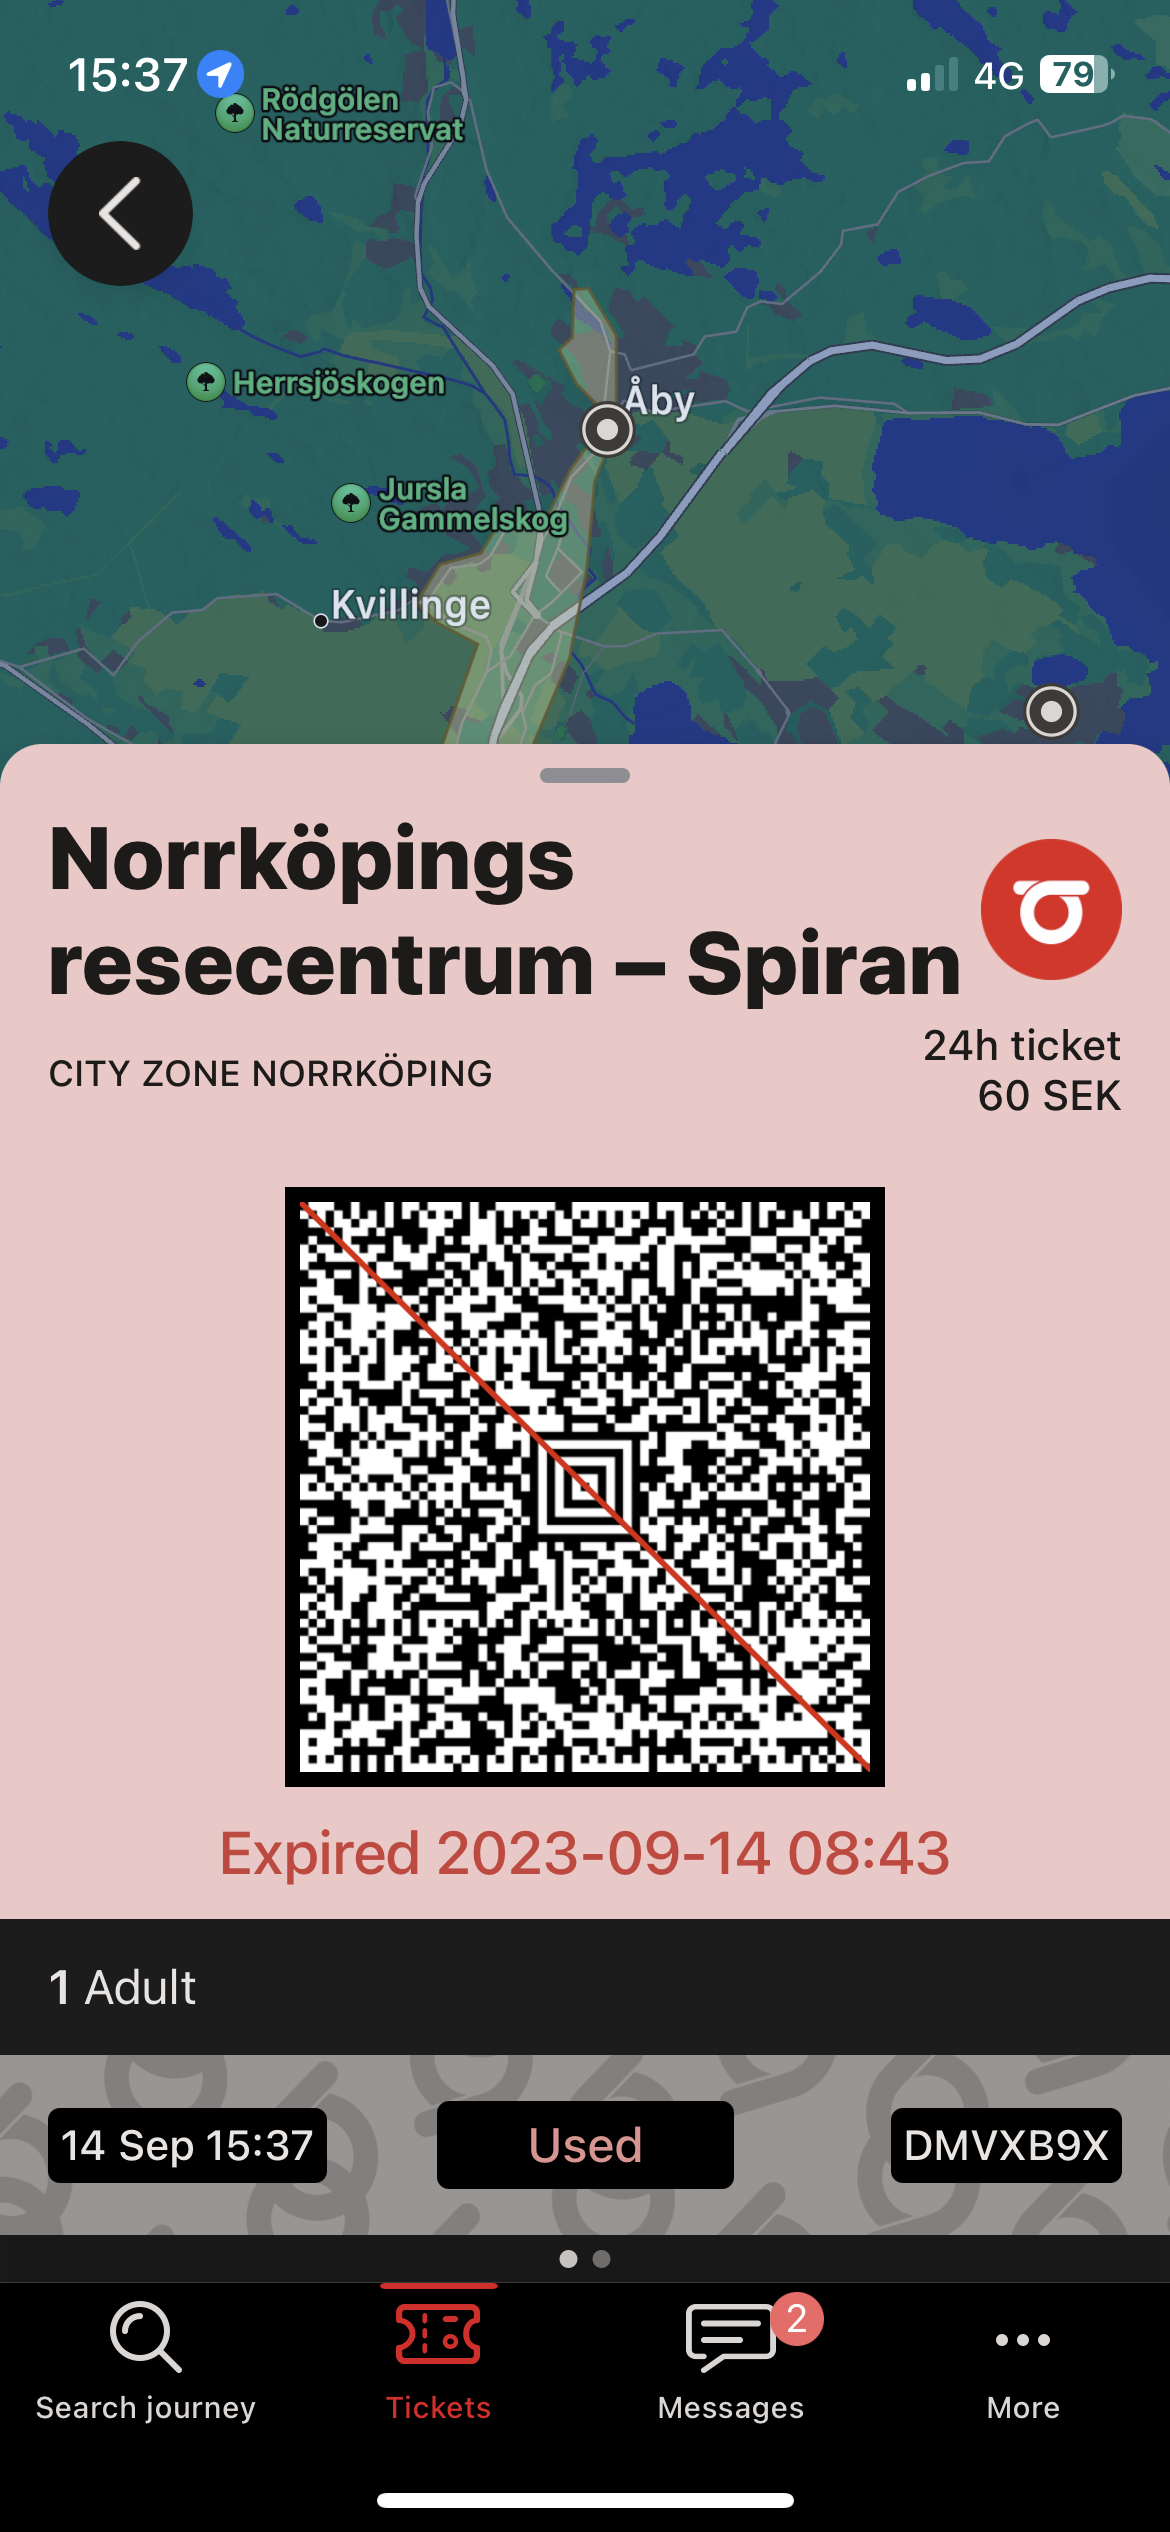 15:37
4G
79
Rödgölen
Naturreservat
Herrsjöskogen
Åby
Jursla
Gammelskog
Kvillinge
Norrköpings
resecentrum – Spiran
CITY ZONE NORRKÖPING
24h ticket
60 SEK
Expired 2023-09-14 08:43
1 Adult
14 Sep 15:37
Used
DMVXB9X
2
Search journey
Tickets
Messages
More